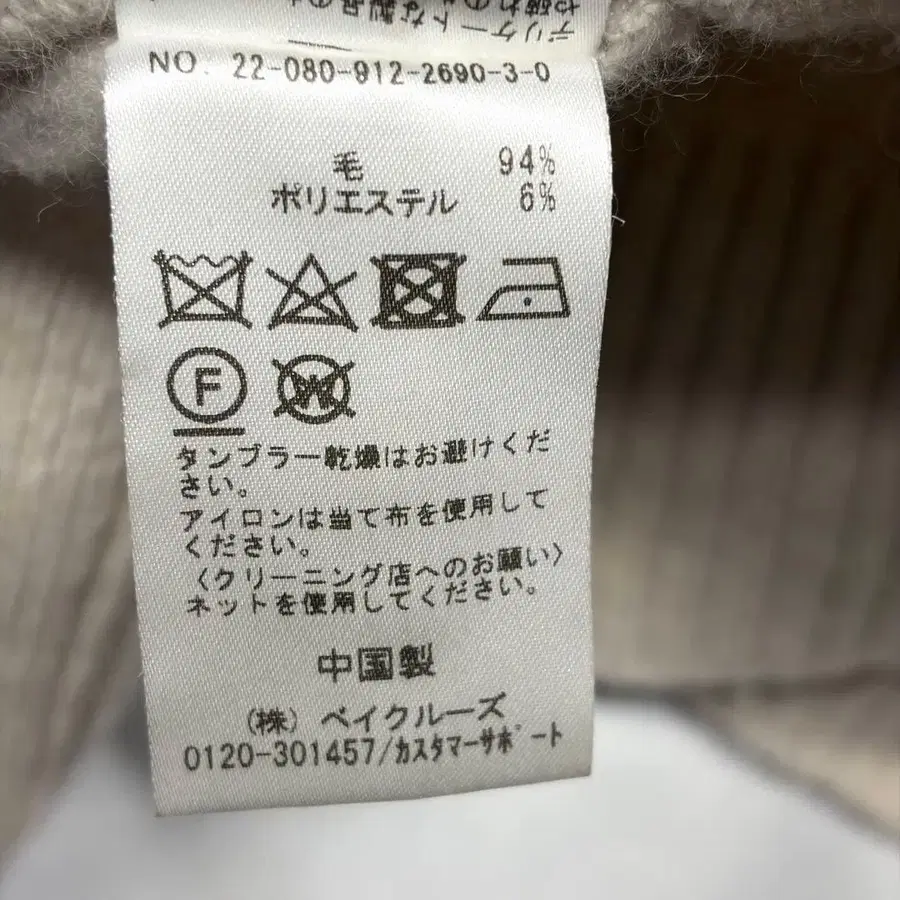 NO. 22-080-912-2690-3-0
毛 94%
ポリエステル 6%
F
W
タンブラー乾燥はお避けくだ
さい。
アイロンは当て布を使用して
ください。
〈クリーニング店へのお願い〉
ネットを使用してください。
中国製
(株) ベイクルーズ
0120-301457/カスタマーサポート